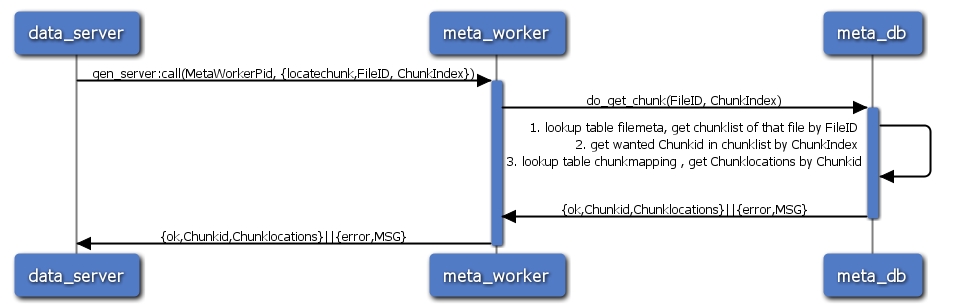 data_server
meta_worker
meta_db
gen_server:call(MetaWorkerPid, {locatechunk,FileID, ChunkIndex})
do_get_chunk(FileID, ChunkIndex)
1. lookup table filemeta, get chunklist of that file by FileID
2. get wanted Chunkid in chunklist by ChunkIndex
3. lookup table chunkmapping , get Chunklocations by Chunkid
{ok,Chunkid,Chunklocations}||{error,MSG}
{ok,Chunkid,Chunklocations}||{error,MSG}
data_server
meta_worker
meta_db